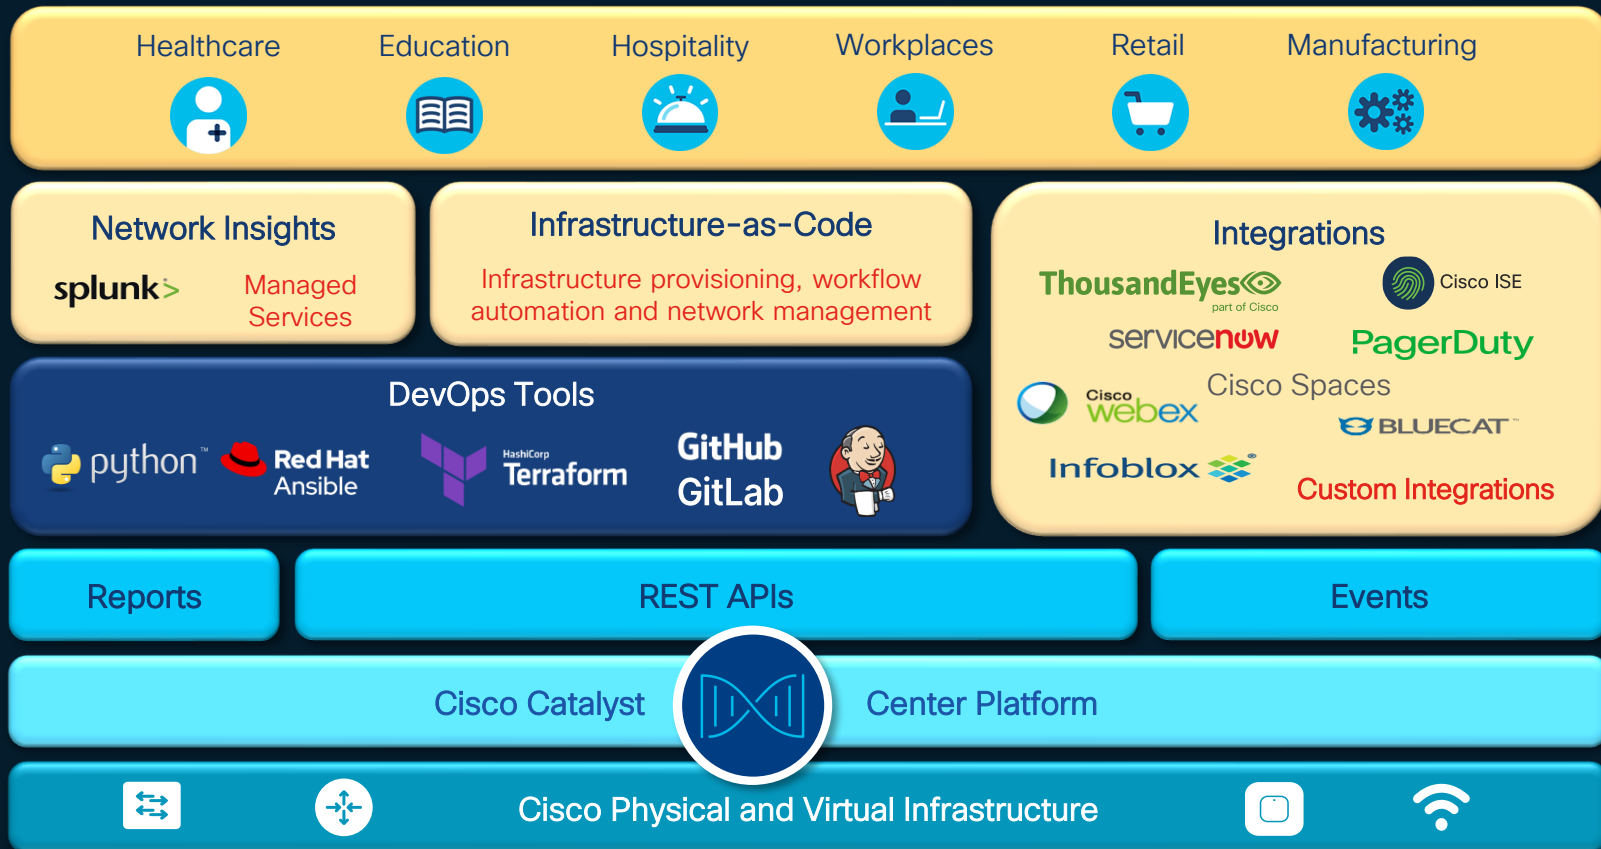 Healthcare
Education
Hospitality
Workplaces
Retail
Manufacturing
Network Insights
splunk>
Managed
Services
Infrastructure-as-Code
Infrastructure provisioning, workflow
automation and network management
Integrations
ThousandEyes
part of Cisco
Cisco ISE
servicenow
PagerDuty
Cisco Spaces
Cisco
webex
BLUECAT™
Infoblox®
Custom Integrations
DevOps Tools
python™
Red Hat
Ansible
HashiCorp
Terraform
GitHub
GitLab
Reports
REST APIs
Events
Cisco Catalyst
Center Platform
Cisco Physical and Virtual Infrastructure